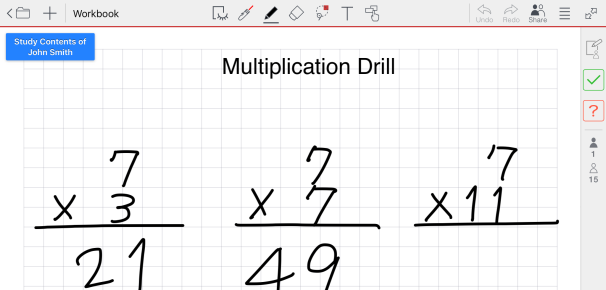 Workbook
Undo Redo Share
Study Contents of
John Smith
Multiplication Drill
7 7 7
x 3 x 7 x 11
21 49
?
1
15